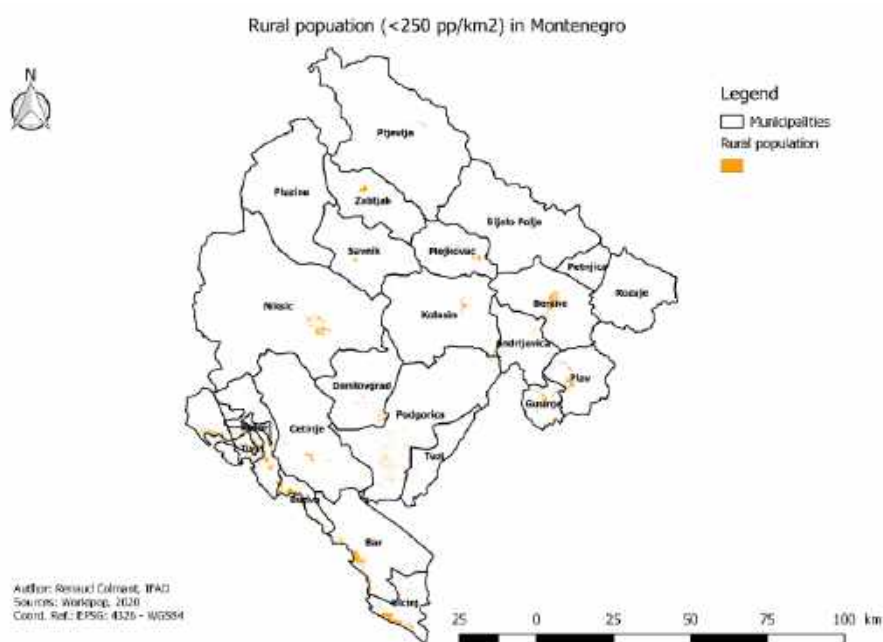 Rural popuation (<250 pp/km2) in Montenegro
N
Legend
Municipalities
Rural population
Pljevlja
Pluzine
Zabljak
Bijelo Polje
Savnik
Mojkovac
Petnjica
Rozaje
Niksic
Kolasin
Berane
Andrijevica
Danilovgrad
Plav
Gusinje
Podgorica
Cetinje
Tuzi
Tivat
Budva
Bar
Ulcinj
Author: Renaud Colmant, IFAD
Sources: Worldpop, 2020
Coord. Ref.: EPSG: 4326 - WGS84
25 0 25 50 75 100 km